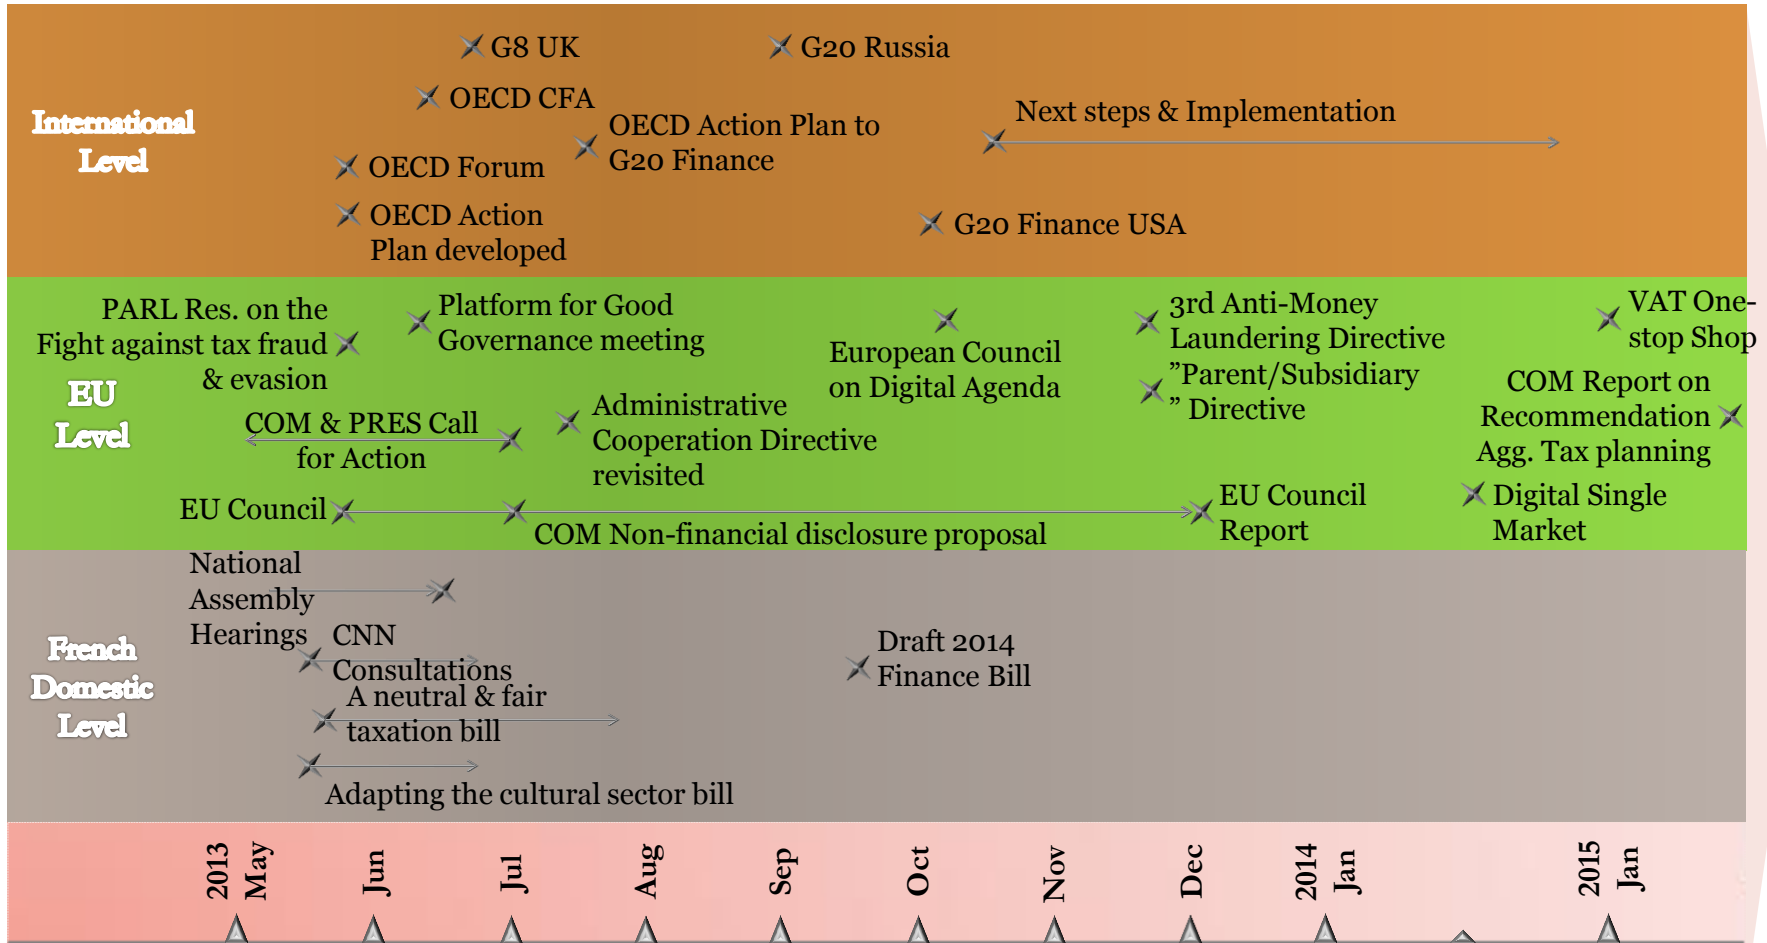 International
Level
G8 UK
G20 Russia
OECD CFA
OECD Action Plan to
G20 Finance
Next steps & Implementation
OECD Forum
OECD Action
Plan developed
G20 Finance USA
EU
Level
PARL Res. on the
Fight against tax fraud
& evasion
Platform for Good
Governance meeting
European Council
on Digital Agenda
3rd Anti-Money
Laundering Directive
”Parent/Subsidiary
” Directive
VAT One-
stop Shop
COM Report on
Recommendation
Agg. Tax planning
COM & PRES Call
for Action
Administrative
Cooperation Directive
revisited
EU Council
COM Non-financial disclosure proposal
EU Council
Report
Digital Single
Market
French
Domestic
Level
National
Assembly
Hearings
CNN
Consultations
A neutral & fair
taxation bill
Adapting the cultural sector bill
Draft 2014
Finance Bill
2013
May
Jun
Jul
Aug
Sep
Oct
Nov
Dec
2014
Jan
2015
Jan